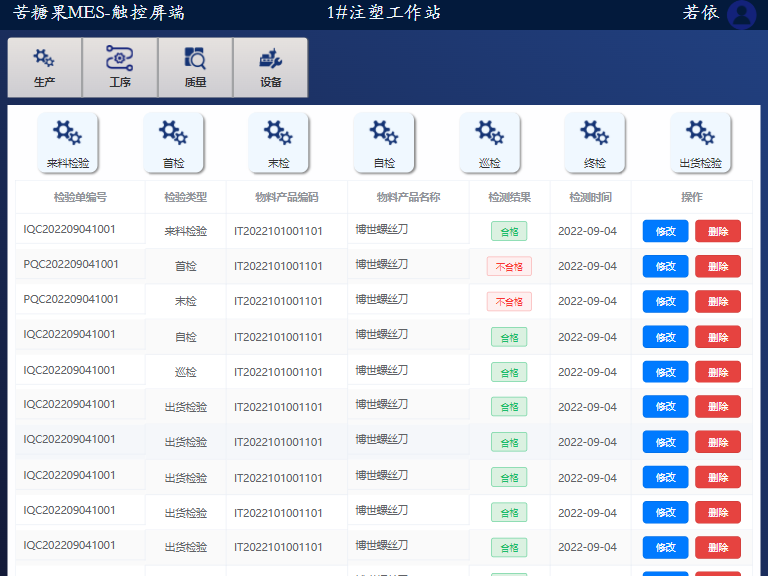 苦糖果MES-触控屏端 1#注塑工作站 若依
生产 工序 质量 设备
来料检验 首检 末检 自检 巡检 终检 出货检验
检验单编号 检验类型 物料产品编码 物料产品名称 检测结果 检测时间 操作
IQC202209041001 来料检验 IT2022101001101 博世螺丝刀 合格 2022-09-04 修改 删除
PQC202209041001 首检 IT2022101001101 博世螺丝刀 不合格 2022-09-04 修改 删除
PQC202209041001 末检 IT2022101001101 博世螺丝刀 不合格 2022-09-04 修改 删除
IQC202209041001 自检 IT2022101001101 博世螺丝刀 合格 2022-09-04 修改 删除
IQC202209041001 巡检 IT2022101001101 博世螺丝刀 合格 2022-09-04 修改 删除
IQC202209041001 出货检验 IT2022101001101 博世螺丝刀 合格 2022-09-04 修改 删除
IQC202209041001 出货检验 IT2022101001101 博世螺丝刀 合格 2022-09-04 修改 删除
IQC202209041001 出货检验 IT2022101001101 博世螺丝刀 合格 2022-09-04 修改 删除
IQC202209041001 出货检验 IT2022101001101 博世螺丝刀 合格 2022-09-04 修改 删除
IQC202209041001 出货检验 IT2022101001101 博世螺丝刀 合格 2022-09-04 修改 删除